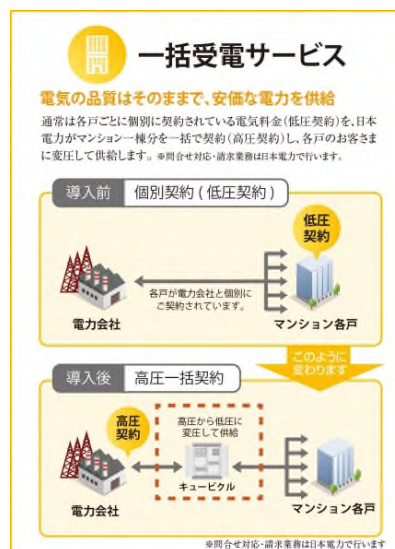 一括受電サービス
電気の品質はそのままで、安価な電力を供給
通常は各戸ごとに個別に契約されている電気料金(低圧契約)を、日本
電力がマンション一棟分を一括で契約(高圧契約)し、各戸のお客さま
に変圧して供給します。※問合せ対応・請求業務は日本電力で行います。
導入前 個別契約(低圧契約)
低圧
契約
各戸が電力会社と個別に
ご契約されています。
電力会社
マンション各戸
このように
変わります
導入後 高圧一括契約
高圧
契約
高圧から低圧に
変圧して供給
キュービクル
電力会社
マンション各戸
※問合せ対応・請求業務は日本電力で行います